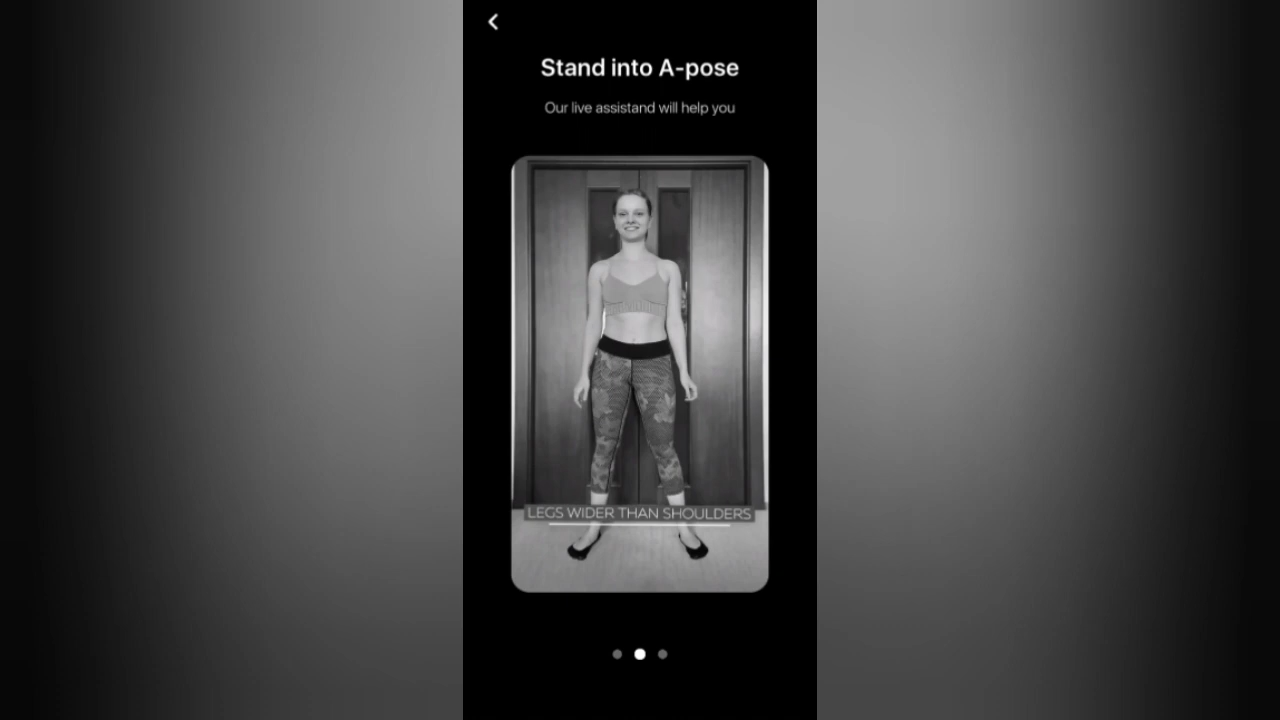 Stand into A-pose
Our live assistand will help you
LEGS WIDER THAN SHOULDERS